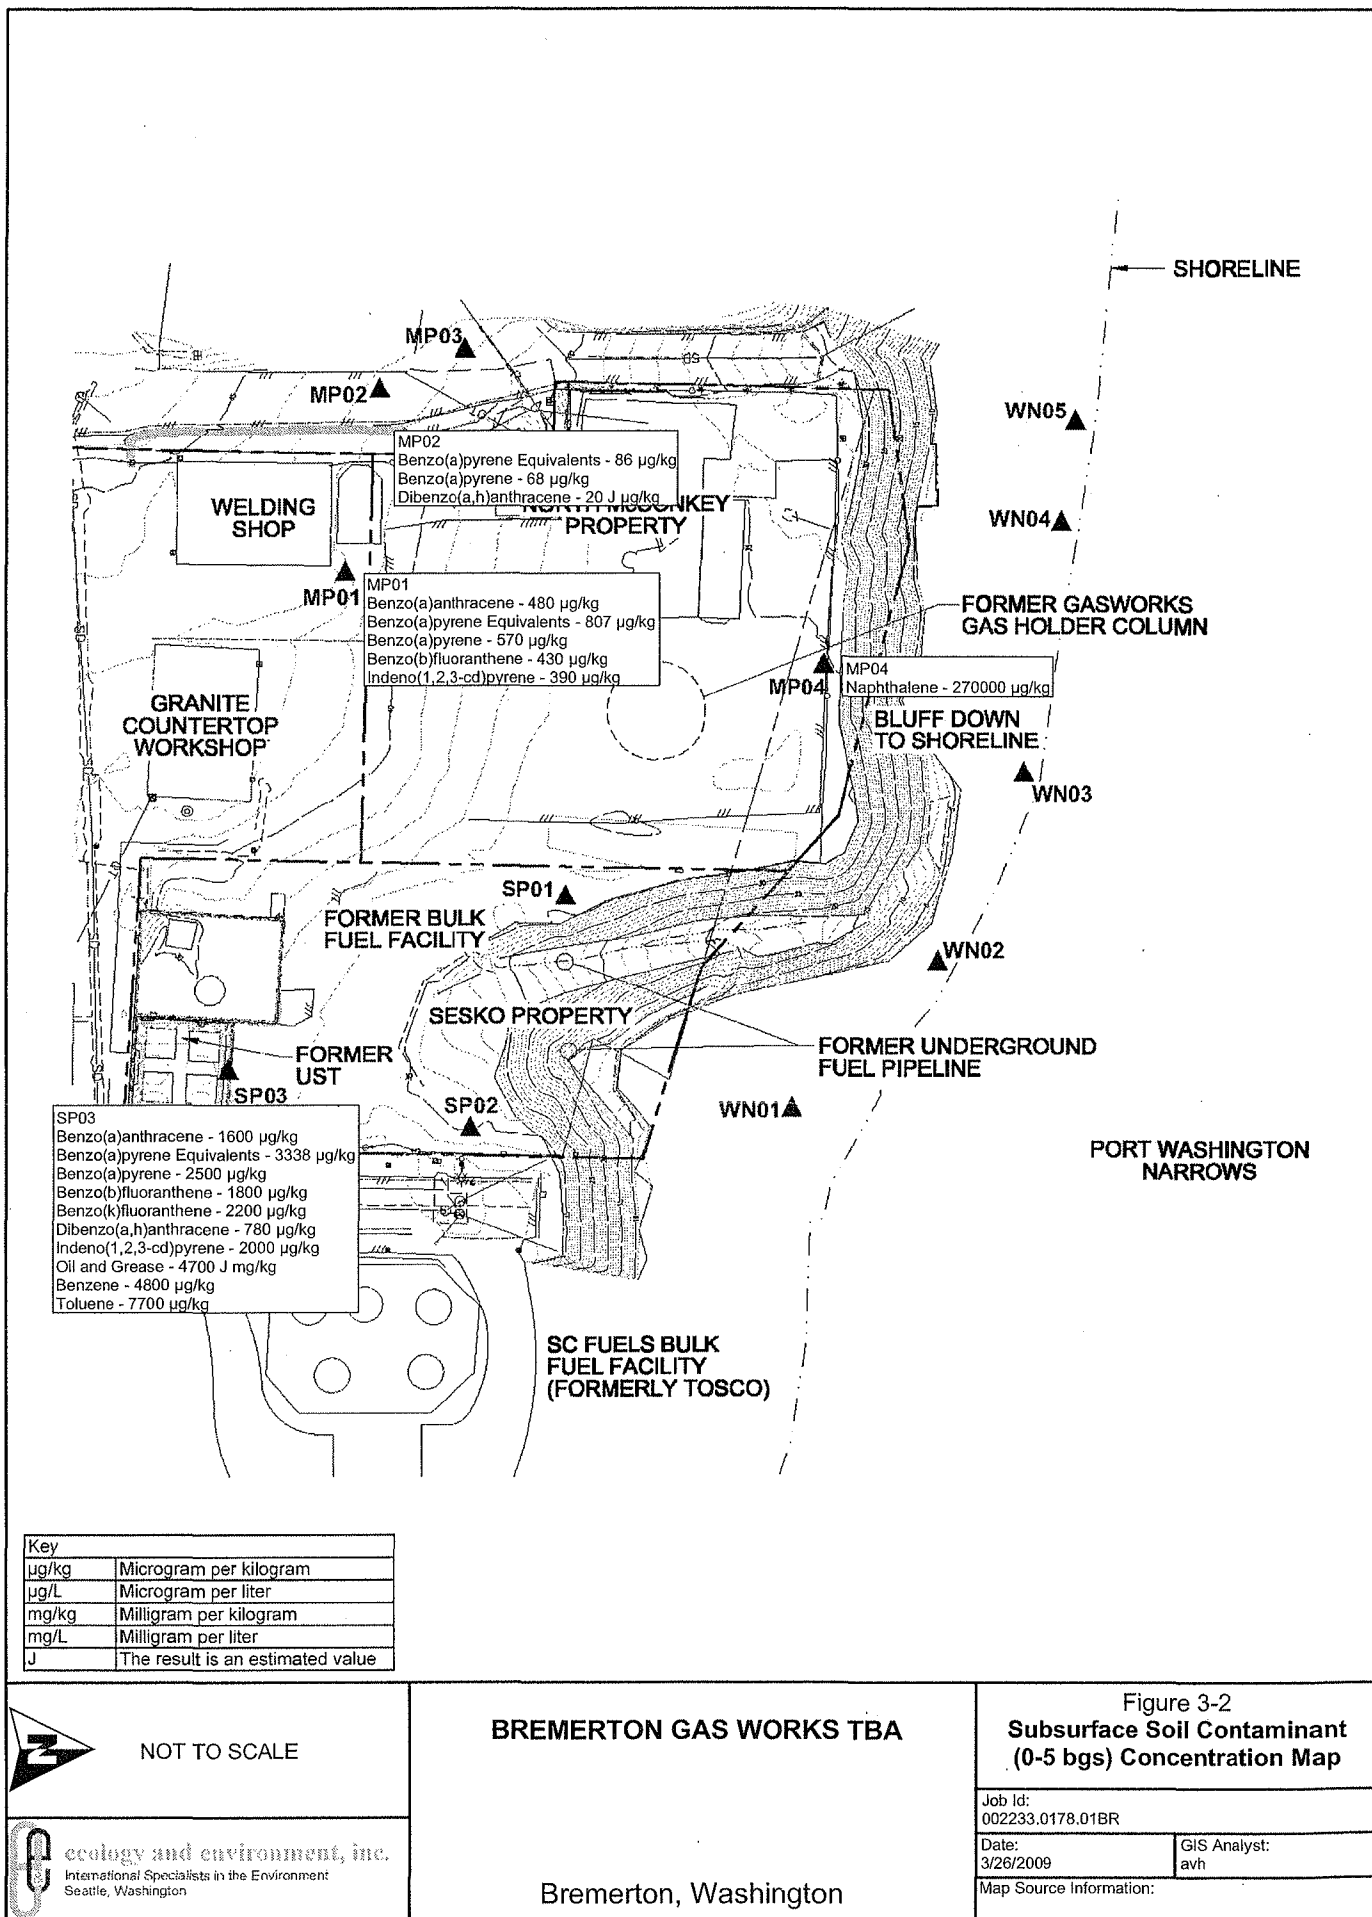 SHORELINE
MP03
MP02
WN05
MP02
Benzo(a)pyrene Equivalents - 86 µg/kg
Benzo(a)pyrene - 68 µg/kg
Dibenzo(a,h)anthracene - 20 J µg/kg
WELDING
SHOP
PROPERTY
WN04
MP01
MP01
Benzo(a)anthracene - 480 µg/kg
Benzo(a)pyrene Equivalents - 807 µg/kg
Benzo(a)pyrene - 570 µg/kg
Benzo(b)fluoranthene - 430 µg/kg
Indeno(1,2,3-cd)pyrene - 390 µg/kg
FORMER GASWORKS
GAS HOLDER COLUMN
MP04
MP04
Naphthalene - 270000 µg/kg
GRANITE
COUNTERTOP
WORKSHOP
BLUFF DOWN
TO SHORELINE
WN03
SP01
FORMER BULK
FUEL FACILITY
WN02
SESKO PROPERTY
FORMER
UST
FORMER UNDERGROUND
FUEL PIPELINE
SP03
SP02
WN01
PORT WASHINGTON
NARROWS
SP03
Benzo(a)anthracene - 1600 µg/kg
Benzo(a)pyrene Equivalents - 3338 µg/kg
Benzo(a)pyrene - 2500 µg/kg
Benzo(b)fluoranthene - 1800 µg/kg
Benzo(k)fluoranthene - 2200 µg/kg
Dibenzo(a,h)anthracene - 780 µg/kg
Indeno(1,2,3-cd)pyrene - 2000 µg/kg
Oil and Grease - 4700 J mg/kg
Benzene - 4800 µg/kg
Toluene - 7700 µg/kg
SC FUELS BULK
FUEL FACILITY
(FORMERLY TOSCO)
Key
µg/kg Microgram per kilogram
µg/L Microgram per liter
mg/kg Milligram per kilogram
mg/L Milligram per liter
J The result is an estimated value
N
NOT TO SCALE
ecology and environment, inc.
International Specialists in the Environment
Seattle, Washington
BREMERTON GAS WORKS TBA
Bremerton, Washington
Figure 3-2
Subsurface Soil Contaminant
(0-5 bgs) Concentration Map
Job Id:
002233.0178.01BR
Date:
3/26/2009
GIS Analyst:
avh
Map Source Information: